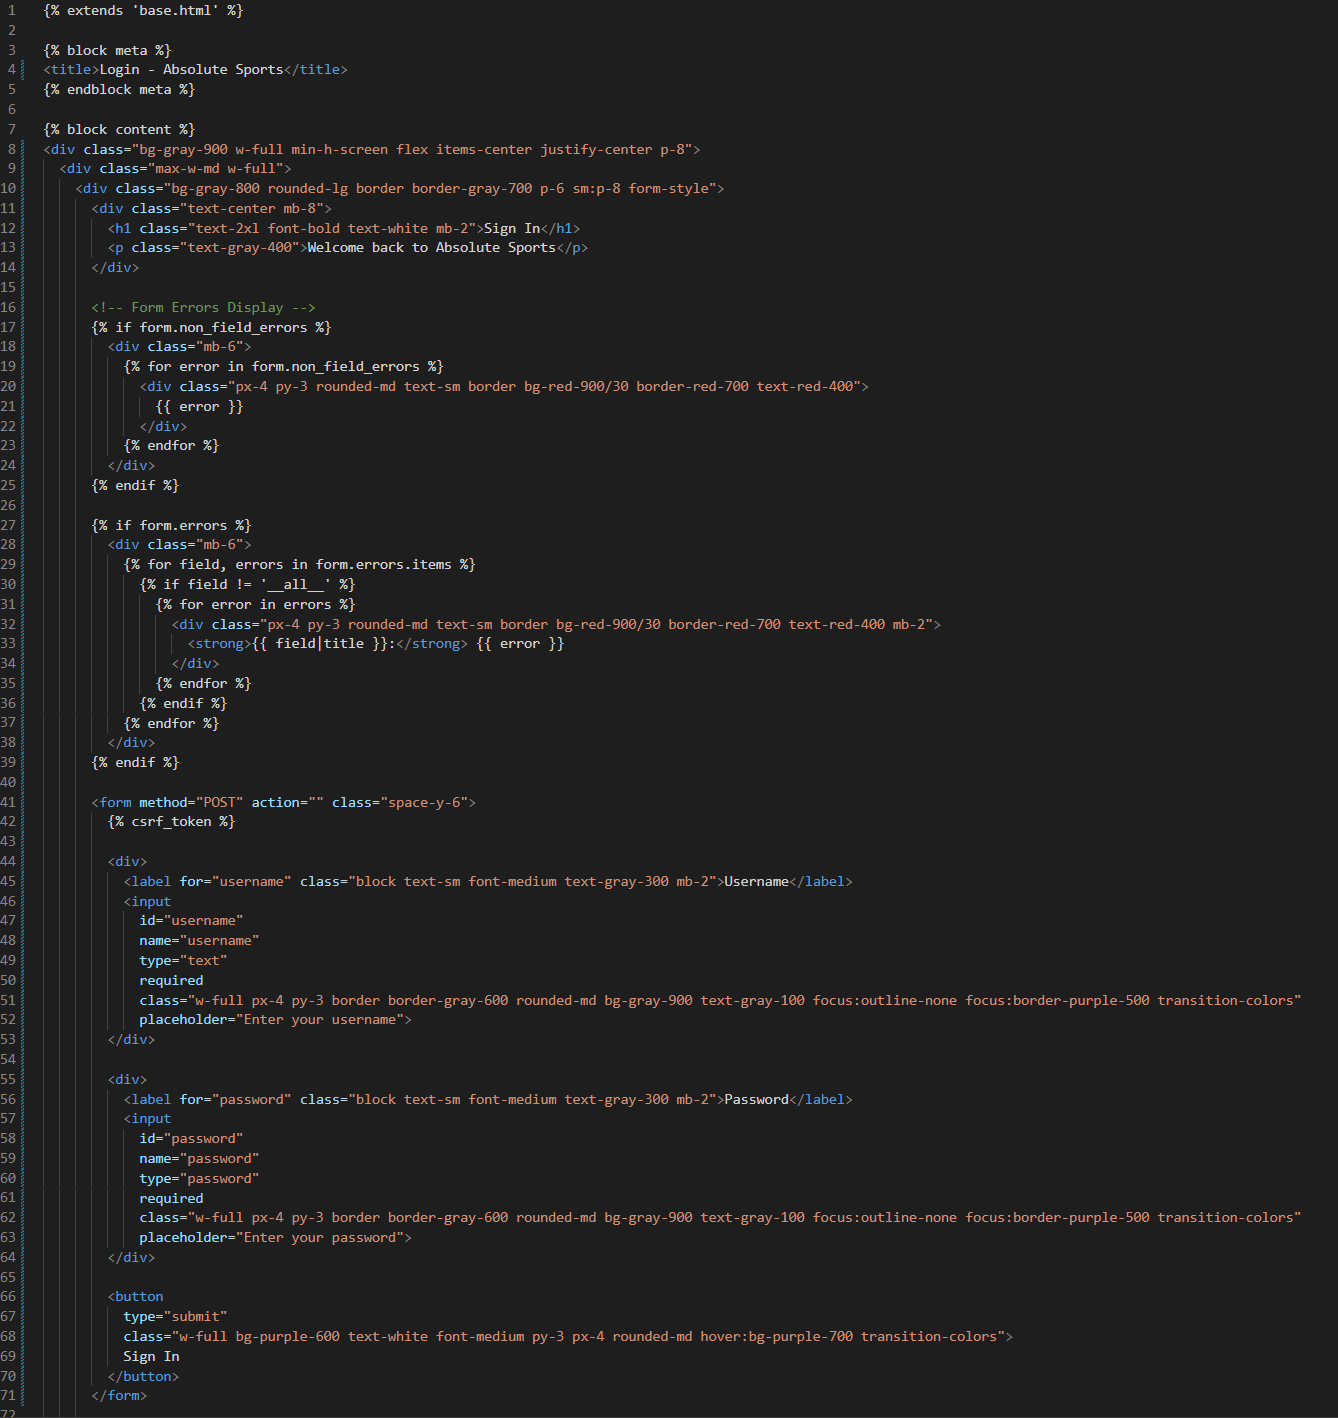 1 {% extends 'base.html' %}
2
3 {% block meta %}
4 <title>Login - Absolute Sports</title>
5 {% endblock meta %}
6
7 {% block content %}
8 <div class="bg-gray-900 w-full min-h-screen flex items-center justify-center p-8">
9 <div class="max-w-md w-full">
10 <div class="bg-gray-800 rounded-lg border border-gray-700 p-6 sm:p-8 form-style">
11 <div class="text-center mb-8">
12 <h1 class="text-2xl font-bold text-white mb-2">Sign In</h1>
13 <p class="text-gray-400">Welcome back to Absolute Sports</p>
14 </div>
15
16 <!-- Form Errors Display -->
17 {% if form.non_field_errors %}
18 <div class="mb-6">
19 {% for error in form.non_field_errors %}
20 <div class="px-4 py-3 rounded-md text-sm border bg-red-900/30 border-red-700 text-red-400">
21 {{ error }}
22 </div>
23 {% endfor %}
24 </div>
25 {% endif %}
26
27 {% if form.errors %}
28 <div class="mb-6">
29 {% for field, errors in form.errors.items %}
30 {% if field != '__all__' %}
31 {% for error in errors %}
32 <div class="px-4 py-3 rounded-md text-sm border bg-red-900/30 border-red-700 text-red-400 mb-2">
33 <strong>{{ field|title }}:</strong> {{ error }}
34 </div>
35 {% endfor %}
36 {% endif %}
37 {% endfor %}
38 </div>
39 {% endif %}
40
41 <form method="POST" action="" class="space-y-6">
42 {% csrf_token %}
43
44 <div>
45 <label for="username" class="block text-sm font-medium text-gray-300 mb-2">Username</label>
46 <input
47 id="username"
48 name="username"
49 type="text"
50 required
51 class="w-full px-4 py-3 border border-gray-600 rounded-md bg-gray-900 text-gray-100 focus:outline-none focus:border-purple-500 transition-colors"
52 placeholder="Enter your username">
53 </div>
54
55 <div>
56 <label for="password" class="block text-sm font-medium text-gray-300 mb-2">Password</label>
57 <input
58 id="password"
59 name="password"
60 type="password"
61 required
62 class="w-full px-4 py-3 border border-gray-600 rounded-md bg-gray-900 text-gray-100 focus:outline-none focus:border-purple-500 transition-colors"
63 placeholder="Enter your password">
64 </div>
65
66 <button
67 type="submit"
68 class="w-full bg-purple-600 text-white font-medium py-3 px-4 rounded-md hover:bg-purple-700 transition-colors">
69 Sign In
70 </button>
71 </form>
72